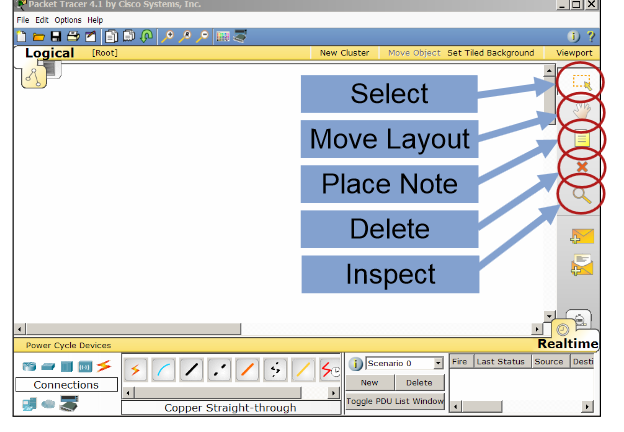 Packet Tracer 4.1 by Cisco Systems, Inc.
File Edit Options Help
Logical [Root] New Cluster Move Object Set Tiled Background Viewport
Select
Move Layout
Place Note
Delete
Inspect
Realtime
Power Cycle Devices
Scenario 0
Fire Last Status Source Desti
New Delete
Connections
Toggle PDU List Window
Copper Straight-through